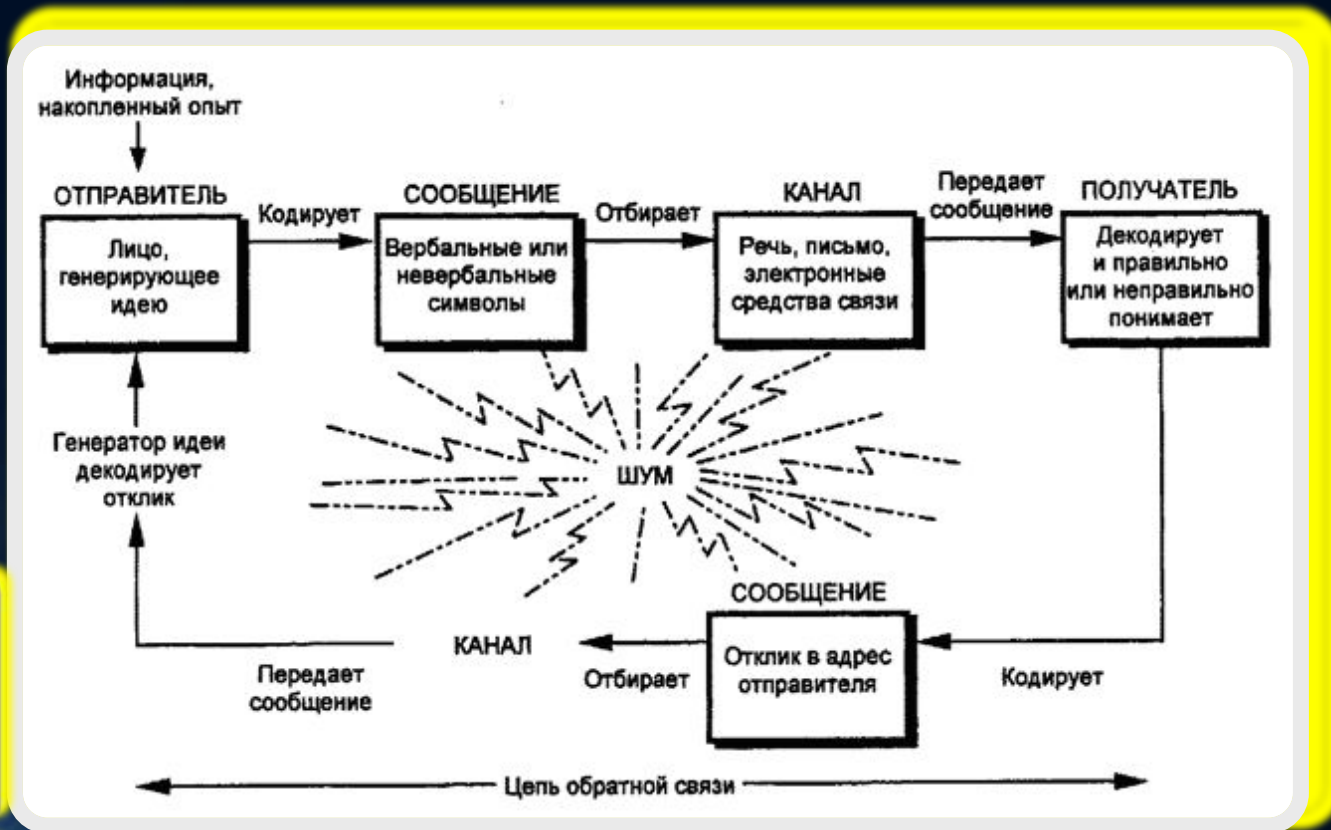 Информация,
накопленный опыт
ОТПРАВИТЕЛЬ
Лицо,
генерирующее
идею
Кодирует
СООБЩЕНИЕ
Вербальные или
невербальные
символы
Отбирает
КАНАЛ
Речь, письмо,
электронные
средства связи
Передает
сообщение
ПОЛУЧАТЕЛЬ
Декодирует
и правильно
или неправильно
понимает
ШУМ
Генератор идеи
декодирует
отклик
СООБЩЕНИЕ
Отклик в адрес
отправителя
Кодирует
Отбирает
КАНАЛ
Передает
сообщение
Цепь обратной связи